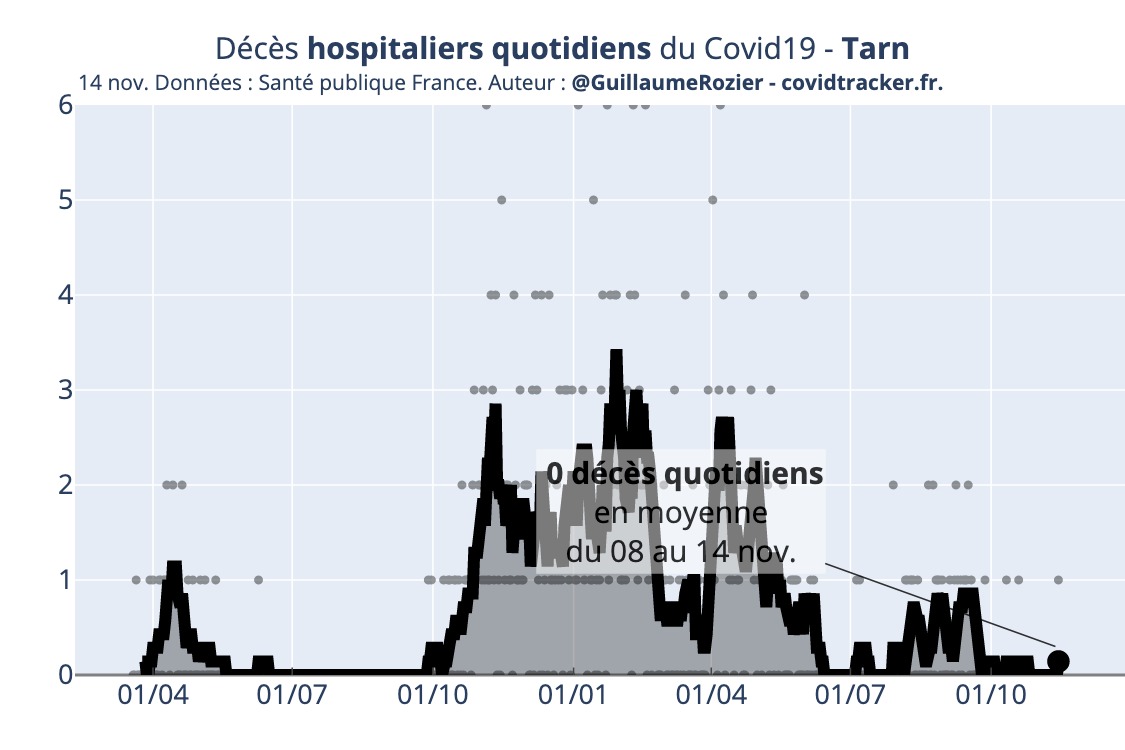 Décès hospitaliers quotidiens du Covid19 - Tarn
14 nov. Données : Santé publique France. Auteur : @GuillaumeRozier - covidtracker.fr.
6
5
4
3
2
1
0
0 décès quotidiens
en moyenne
du 08 au 14 nov.
01/04 01/07 01/10 01/01 01/04 01/07 01/10